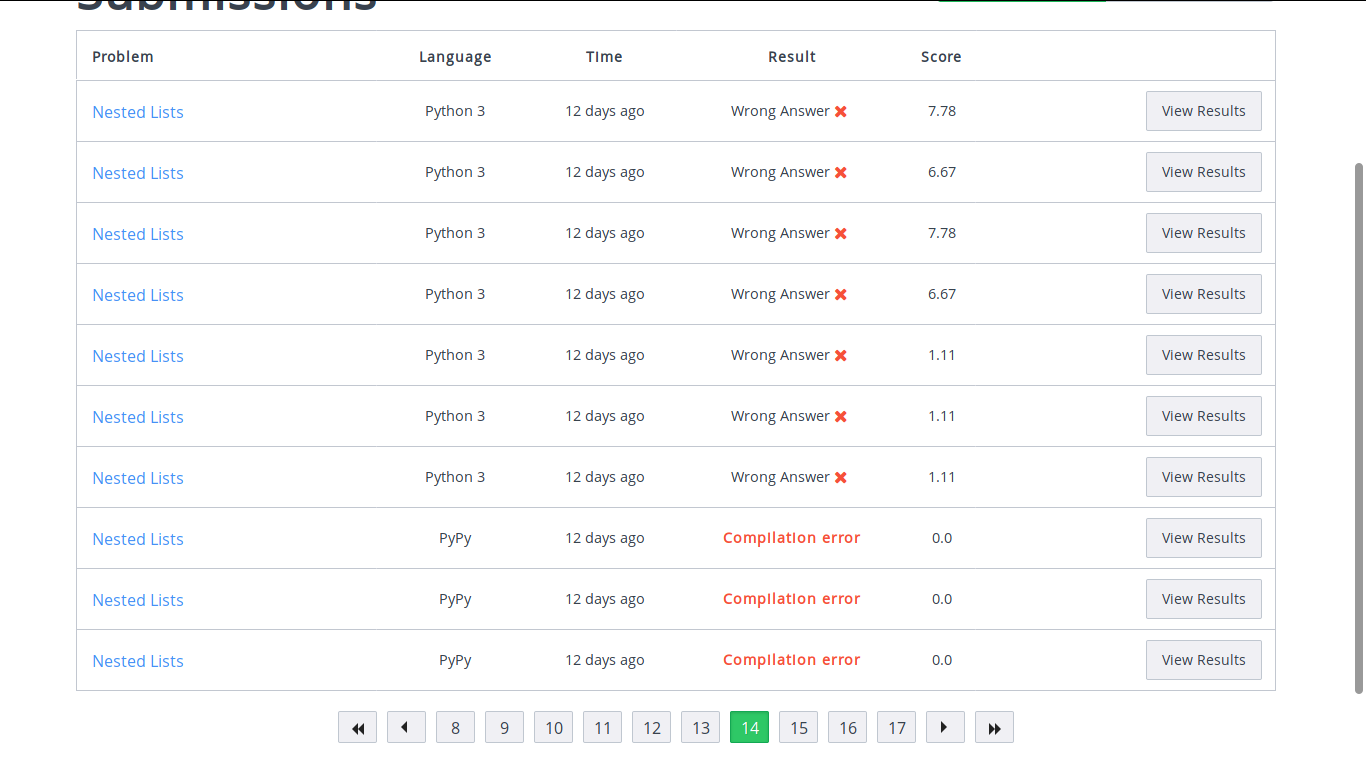 Submissions
Problem Language Time Result Score
Nested Lists Python 3 12 days ago Wrong Answer 7.78 View Results
Nested Lists Python 3 12 days ago Wrong Answer 6.67 View Results
Nested Lists Python 3 12 days ago Wrong Answer 7.78 View Results
Nested Lists Python 3 12 days ago Wrong Answer 6.67 View Results
Nested Lists Python 3 12 days ago Wrong Answer 1.11 View Results
Nested Lists Python 3 12 days ago Wrong Answer 1.11 View Results
Nested Lists Python 3 12 days ago Wrong Answer 1.11 View Results
Nested Lists PyPy 12 days ago Compilation error 0.0 View Results
Nested Lists PyPy 12 days ago Compilation error 0.0 View Results
Nested Lists PyPy 12 days ago Compilation error 0.0 View Results
8 9 10 11 12 13 14 15 16 17